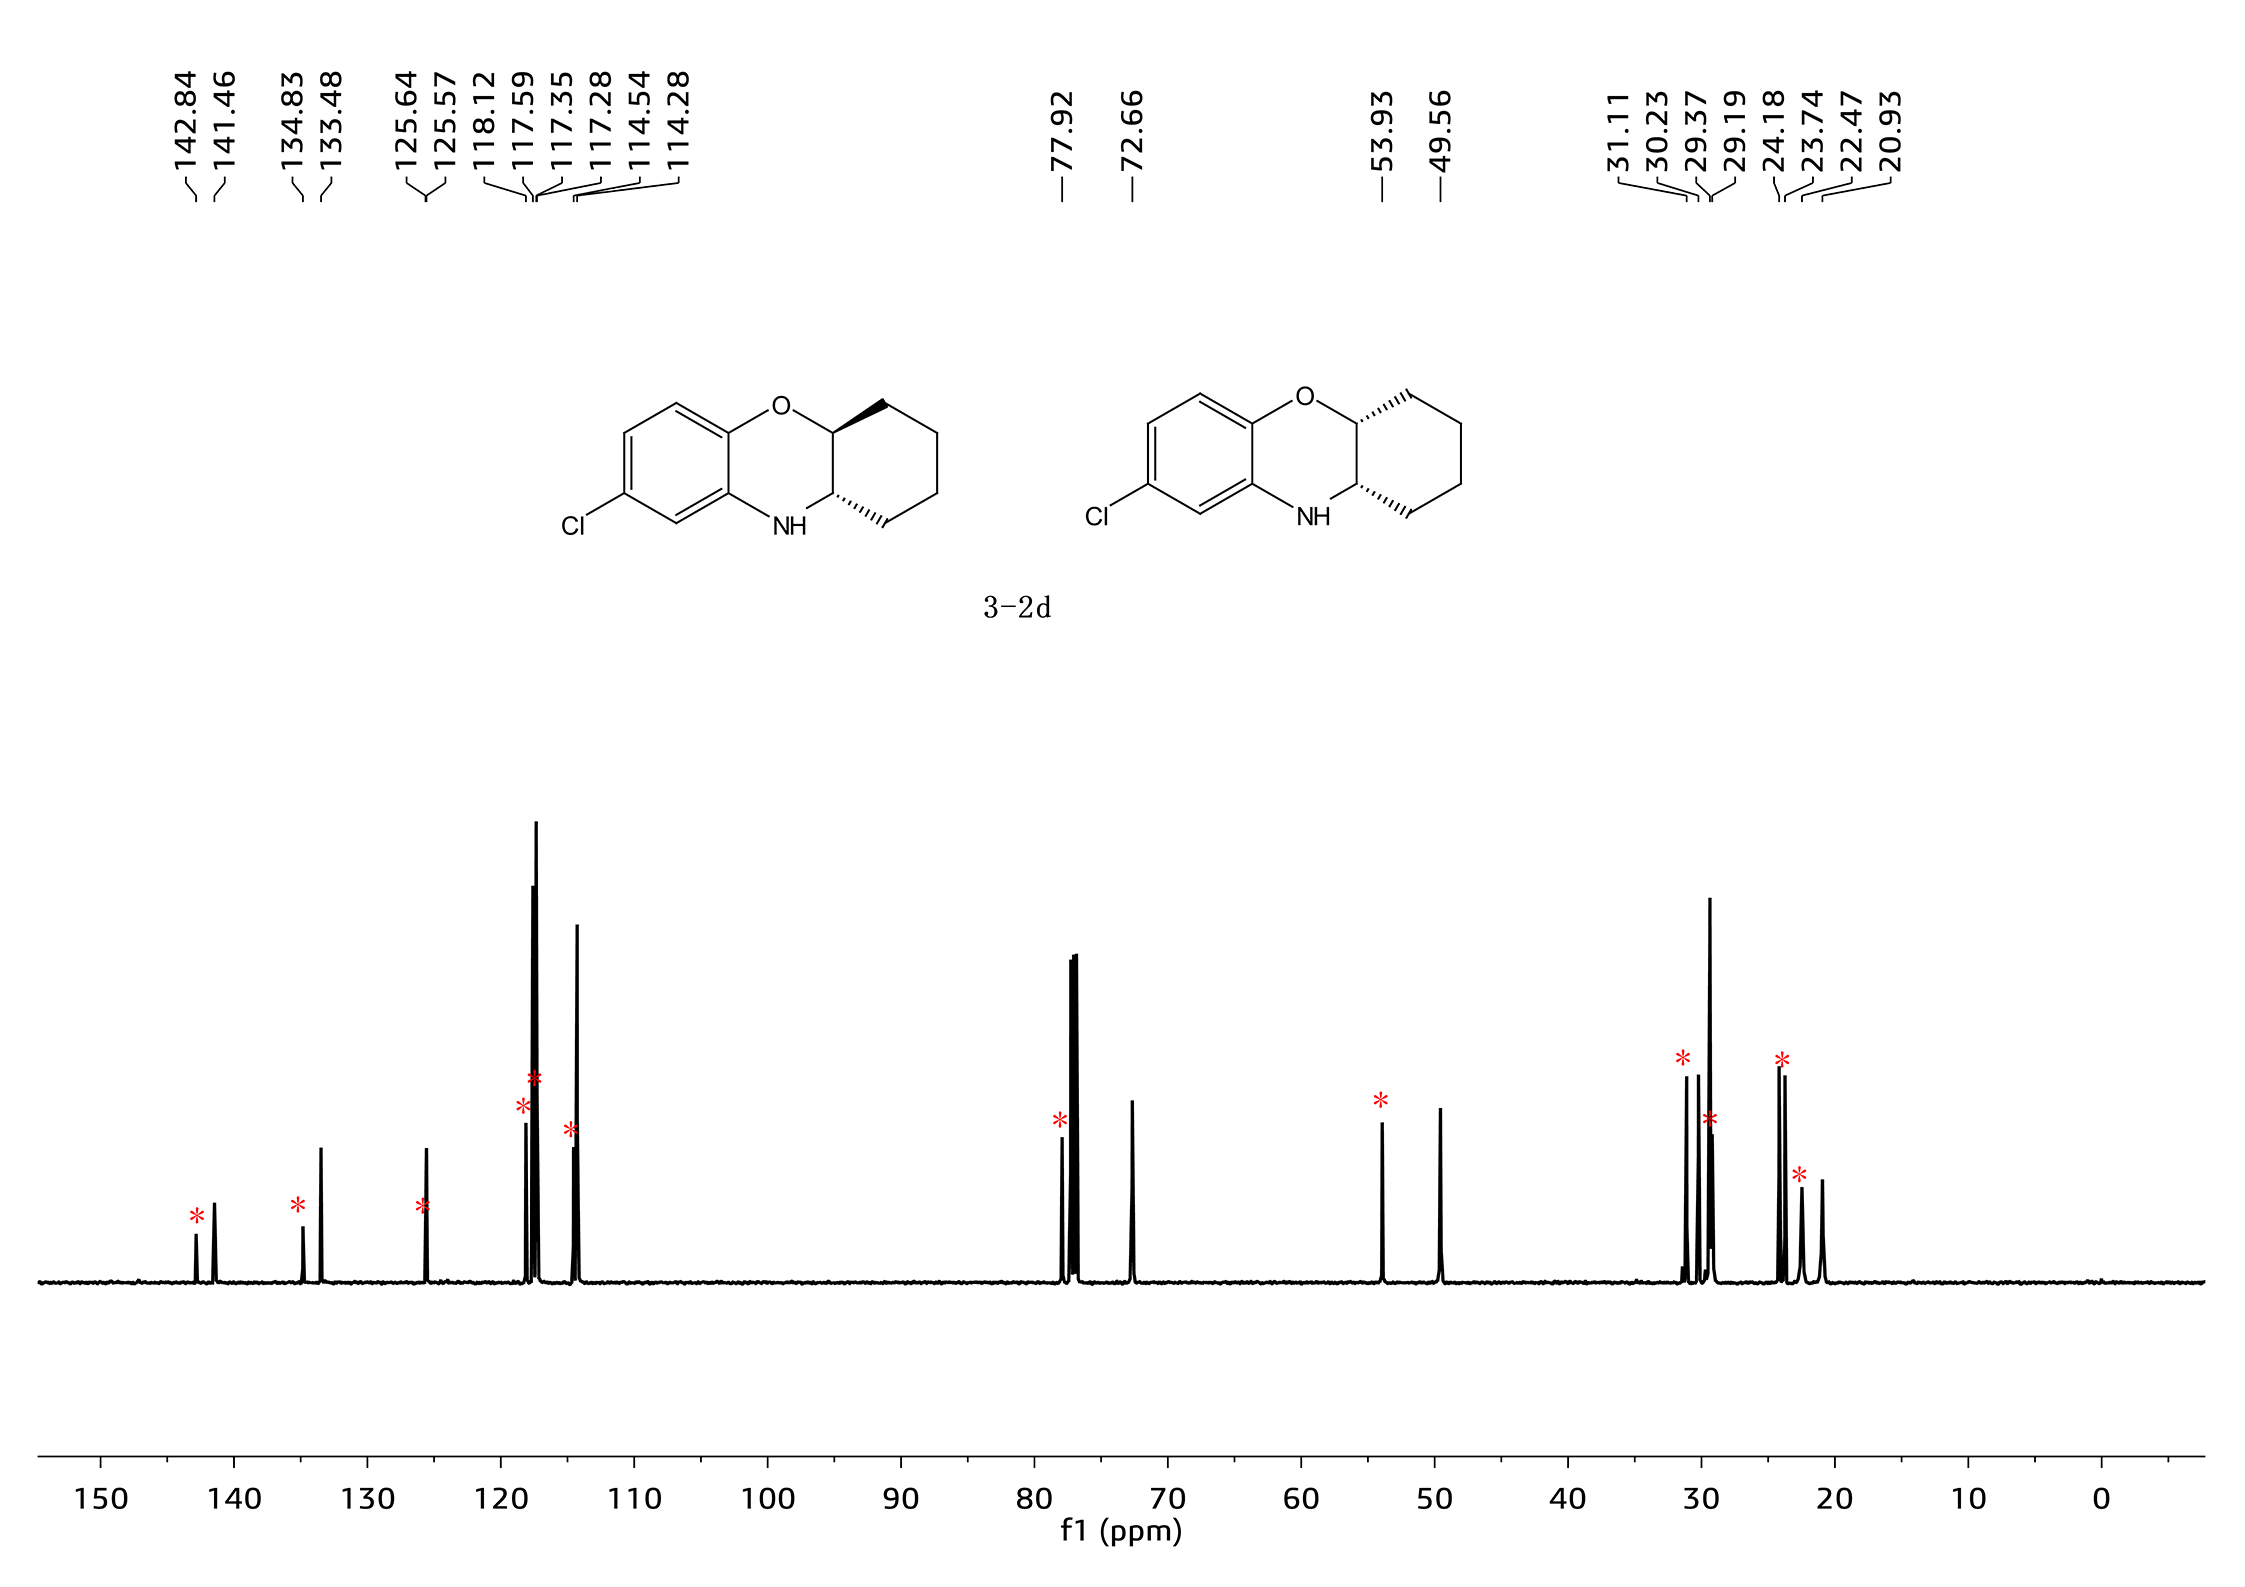 142.84
141.46
134.83
133.48
125.64
125.57
118.12
117.59
117.35
117.28
114.54
114.28
77.92
72.66
53.93
49.56
31.11
30.23
29.37
29.19
24.18
23.74
22.47
20.93
O
Cl
NH
O
Cl
NH
3-2d
* * * * * * * * * * * * *
150 140 130 120 110 100 90 80 70 60 50 40 30 20 10 0
f1 (ppm)